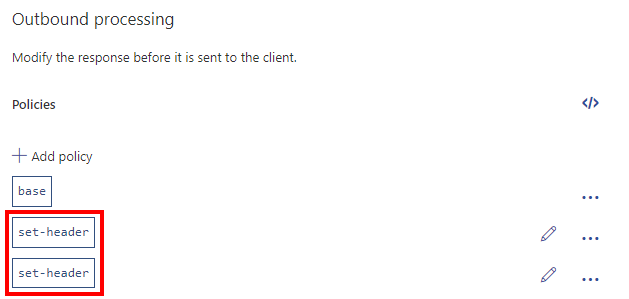 Outbound processing
Modify the response before it is sent to the client.
Policies </>
+ Add policy
base ...
set-header ...
set-header ...